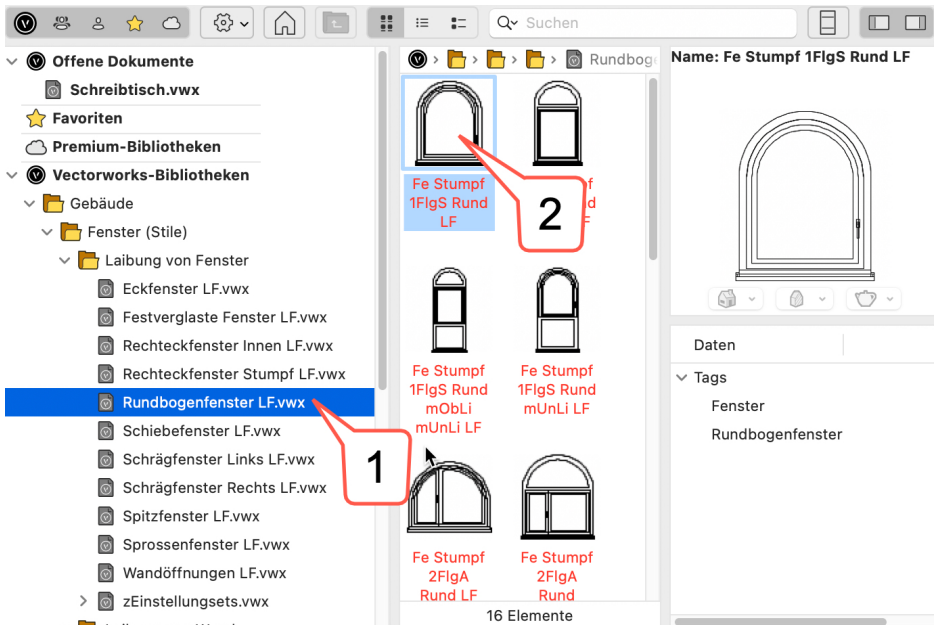 Suchen
Offene Dokumente
Schreibtisch.vwx
Favoriten
Premium-Bibliotheken
Vectorworks-Bibliotheken
Gebäude
Fenster (Stile)
Laibung von Fenster
Eckfenster LF.vwx
Festverglaste Fenster LF.vwx
Rechteckfenster Innen LF.vwx
Rechteckfenster Stumpf LF.vwx
Rundbogenfenster LF.vwx
Schiebefenster LF.vwx
Schrägfenster Links LF.vwx
Schrägfenster Rechts LF.vwx
Spitzfenster LF.vwx
Sprossenfenster LF.vwx
Wandöffnungen LF.vwx
zEinstellungsets.vwx
1
Rundboge
Fe Stumpf
1FlgS Rund
LF
2
Fe Stumpf
1FlgS Rund
mObLi
mUnLi LF
Fe Stumpf
1FlgS Rund
mUnLi LF
Fe Stumpf
2FlgA
Rund LF
Fe Stumpf
2FlgA
Rund
16 Elemente
Name: Fe Stumpf 1FlgS Rund LF
Daten
Tags
Fenster
Rundbogenfenster